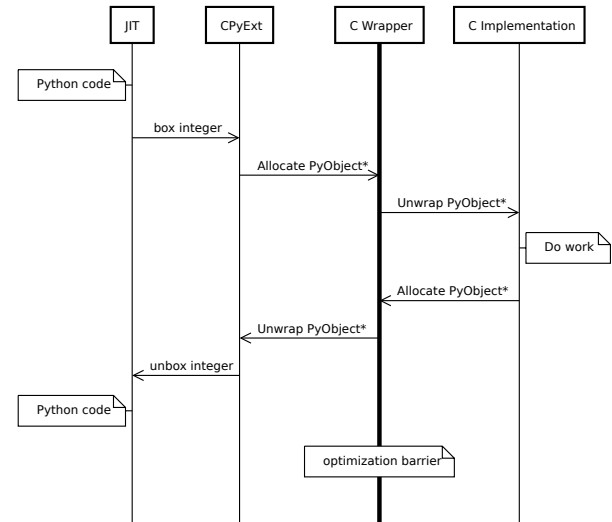 JIT
CPyExt
C Wrapper
C Implementation
Python code
box integer
Allocate PyObject*
Unwrap PyObject*
Do work
Allocate PyObject*
Unwrap PyObject*
unbox integer
Python code
optimization barrier